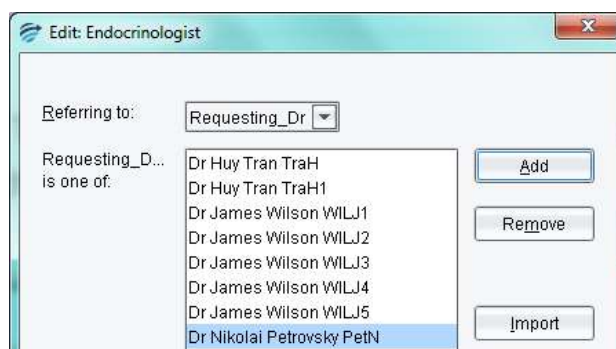 Edit: Endocrinologist
Referring to:
Requesting_Dr
Requesting_D...
is one of:
Dr Huy Tran TraH
Dr Huy Tran TraH1
Dr James Wilson WILJ1
Dr James Wilson WILJ2
Dr James Wilson WILJ3
Dr James Wilson WILJ4
Dr James Wilson WILJ5
Dr Nikolai Petrovsky PetN
Add
Remove
Import